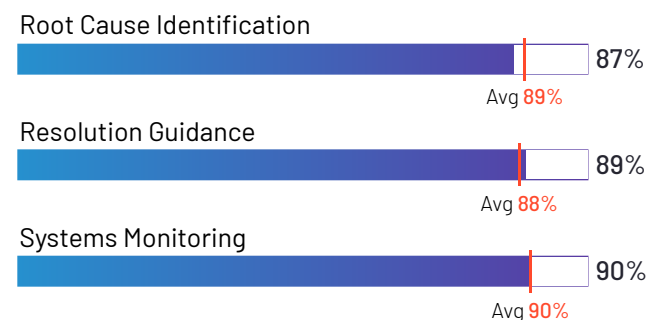 Root Cause Identification
87%
Avg 89%
Resolution Guidance
89%
Avg 88%
Systems Monitoring
90%
Avg 90%